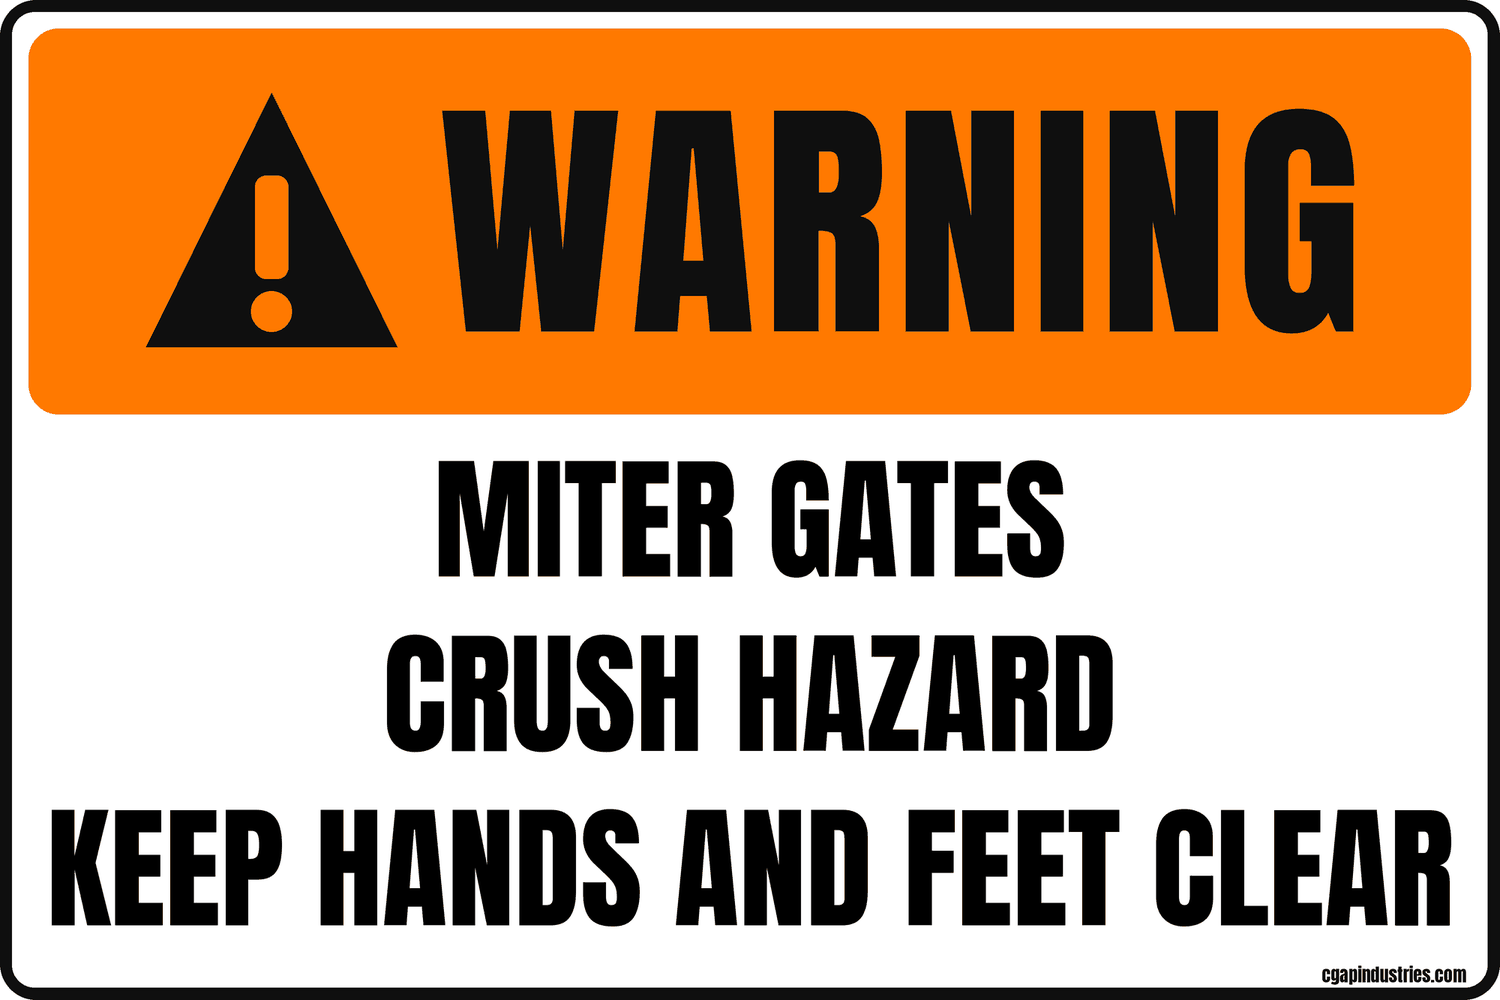 WARNING
MITER GATES
CRUSH HAZARD
KEEP HANDS AND FEET CLEAR
cgapindustries.com